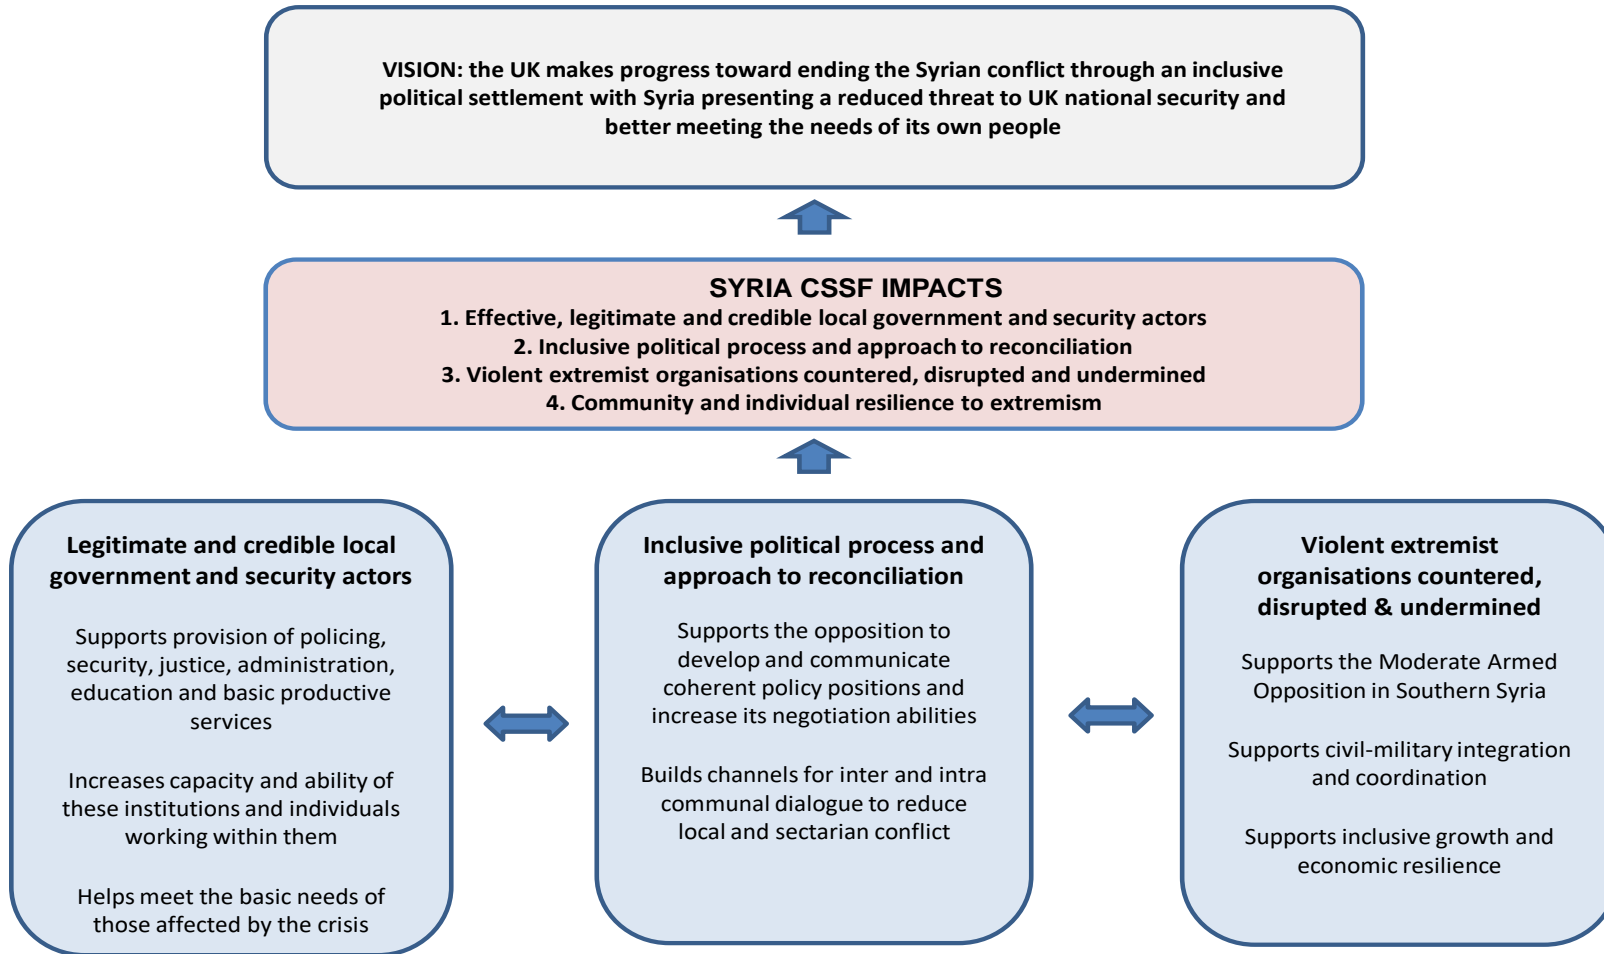 VISION: the UK makes progress toward ending the Syrian conflict through an inclusive
political settlement with Syria presenting a reduced threat to UK national security and
better meeting the needs of its own people
SYRIA CSSF IMPACTS
1. Effective, legitimate and credible local government and security actors
2. Inclusive political process and approach to reconciliation
3. Violent extremist organisations countered, disrupted and undermined
4. Community and individual resilience to extremism
Legitimate and credible local
government and security actors
Supports provision of policing,
security, justice, administration,
education and basic productive
services
Increases capacity and ability of
these institutions and individuals
working within them
Helps meet the basic needs of
those affected by the crisis
Inclusive political process and
approach to reconciliation
Supports the opposition to
develop and communicate
coherent policy positions and
increase its negotiation abilities
Builds channels for inter and intra
communal dialogue to reduce
local and sectarian conflict
Violent extremist
organisations countered,
disrupted & undermined
Supports the Moderate Armed
Opposition in Southern Syria
Supports civil-military integration
and coordination
Supports inclusive growth and
economic resilience